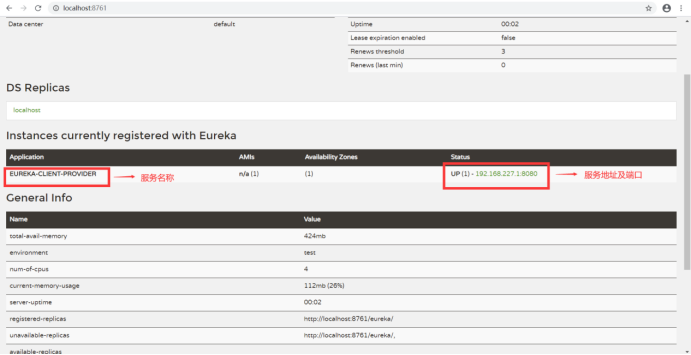 localhost:8761
Data center default
Uptime 00:02
Lease expiration enabled false
Renews threshold 3
Renews (last min) 0
DS Replicas
localhost
Instances currently registered with Eureka
Application AMIs Availability Zones Status
EUREKA-CLIENT-PROVIDER 服务名称 n/a (1) (1) UP (1) - 192.168.227.1:8080 服务地址及端口
General Info
Name Value
total-avail-memory 424mb
environment test
num-of-cpus 4
current-memory-usage 112mb (26%)
server-uptime 00:02
registered-replicas http://localhost:8761/eureka/
unavailable-replicas http://localhost:8761/eureka/,
available-replicas